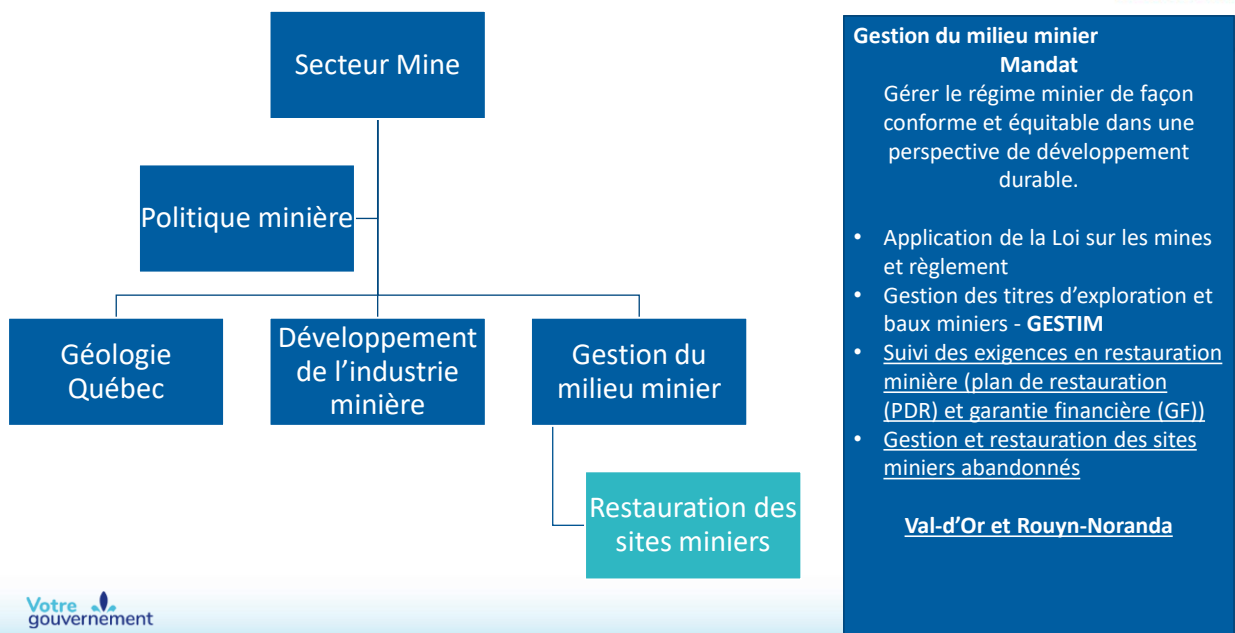 Secteur Mine
Politique minière
Géologie
Québec
Développement
de l'industrie
minière
Gestion du
milieu minier
Restauration des
sites miniers
Votre
gouvernement
Gestion du milieu minier
Mandat
Gérer le régime minier de façon
conforme et équitable dans une
perspective de développement
durable.
• Application de la Loi sur les mines
et règlement
• Gestion des titres d'exploration et
baux miniers - GESTIM
• Suivi des exigences en restauration
minière (plan de restauration
(PDR) et garantie financière (GF))
• Gestion et restauration des sites
miniers abandonnés
Val-d'Or et Rouyn-Noranda